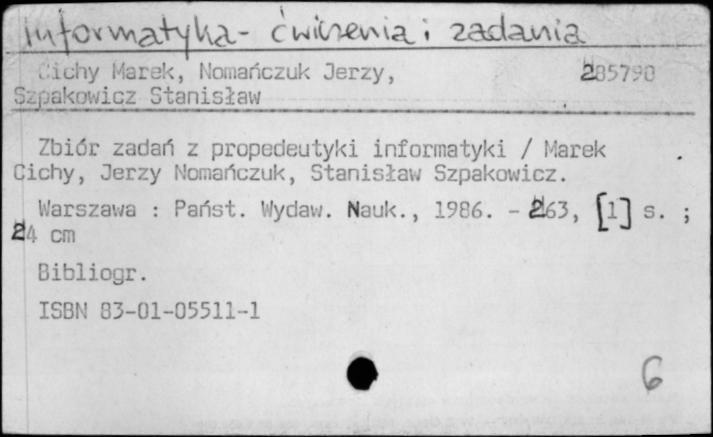 Informatyka - ćwiczenia i zadania
Cichy Marek, Nomańczuk Jerzy, 285790
Szpakowicz Stanisław
Zbiór zadań z propedeutyki informatyki / Marek
Cichy, Jerzy Nomańczuk, Stanisław Szpakowicz.
Warszawa : Państ. Wydaw. Nauk., 1986. - 263, [1] s. ;
24 cm
Bibliogr.
ISBN 83-01-05511-1
6